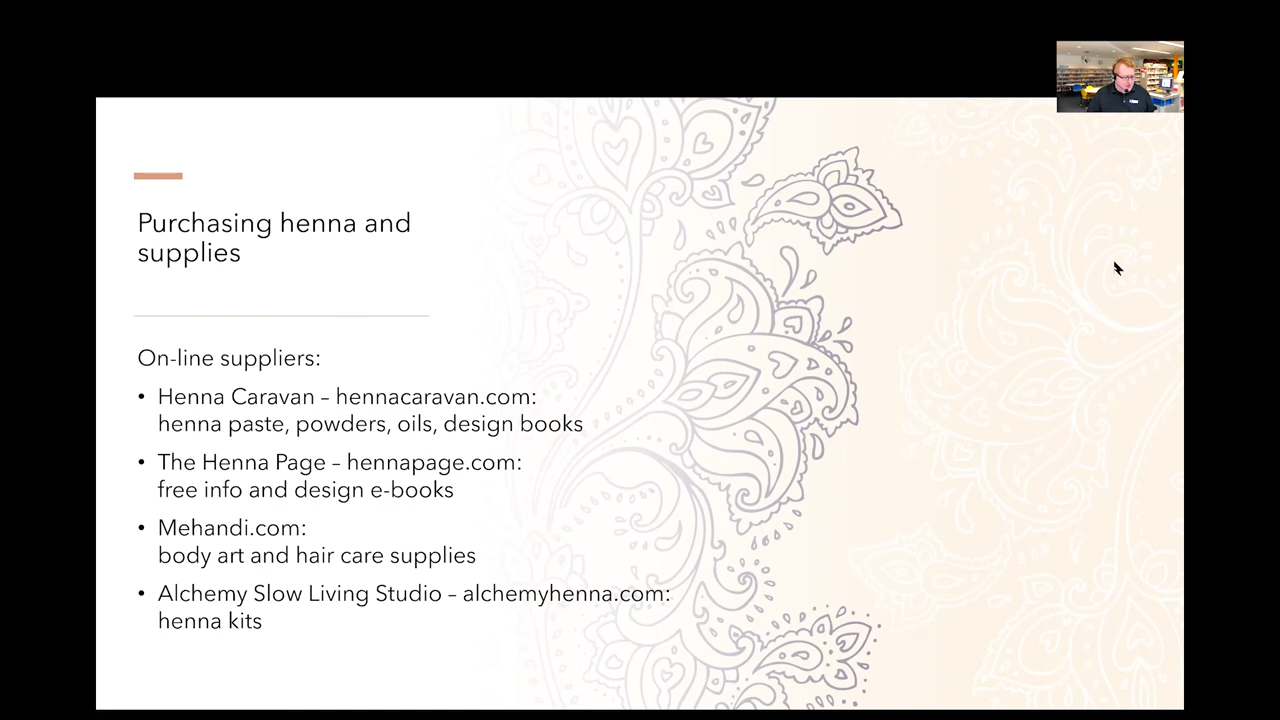 Purchasing henna and
supplies
On-line suppliers:
• Henna Caravan – hennacaravan.com:
henna paste, powders, oils, design books
• The Henna Page – hennapage.com:
free info and design e-books
• Mehandi.com:
body art and hair care supplies
• Alchemy Slow Living Studio – alchemyhenna.com:
henna kits